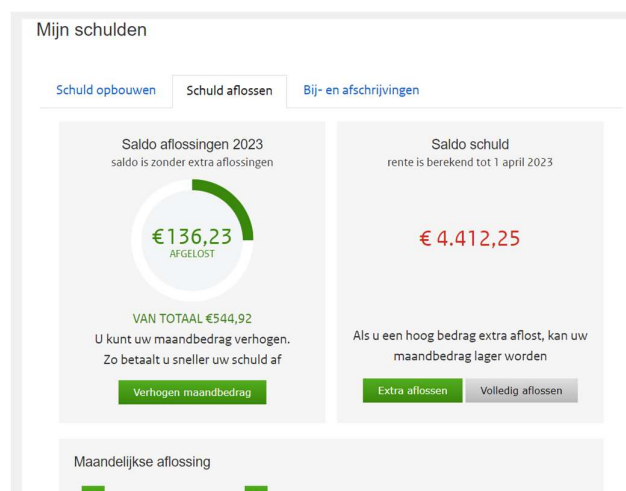 Mijn schulden
Schuld opbouwen
Schuld aflossen
Bij- en afschrijvingen
Saldo aflossingen 2023
saldo is zonder extra aflossingen
€136,23
AFGELOST
VAN TOTAAL €544,92
U kunt uw maandbedrag verhogen.
Zo betaalt u sneller uw schuld af
Verhogen maandbedrag
Saldo schuld
rente is berekend tot 1 april 2023
€ 4.412,25
Als u een hoog bedrag extra aflost, kan uw
maandbedrag lager worden
Extra aflossen
Volledig aflossen
Maandelijkse aflossing